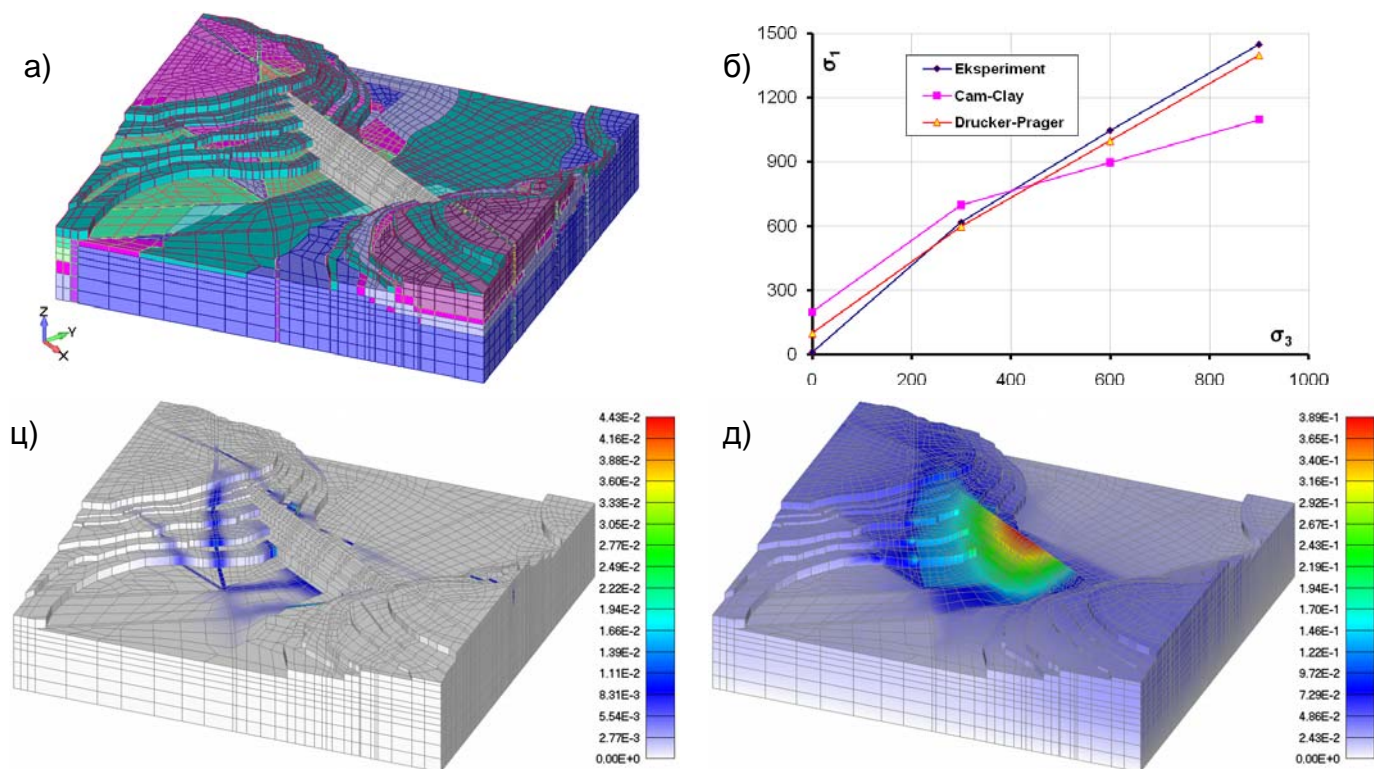 а)
Z
Y
X
б)
σ1
1500
1200
900
600
300
0
Eksperiment
Cam-Clay
Drucker-Prager
σ3
0
200
400
600
800
1000
ц)
4.43E-2
4.16E-2
3.88E-2
3.60E-2
3.33E-2
3.05E-2
2.77E-2
2.49E-2
2.22E-2
1.94E-2
1.66E-2
1.39E-2
1.11E-2
8.31E-3
5.54E-3
2.77E-3
0.00E+0
д)
3.89E-1
3.65E-1
3.40E-1
3.16E-1
2.92E-1
2.67E-1
2.43E-1
2.19E-1
1.94E-1
1.70E-1
1.46E-1
1.22E-1
9.72E-2
7.29E-2
4.86E-2
2.43E-2
0.00E+0